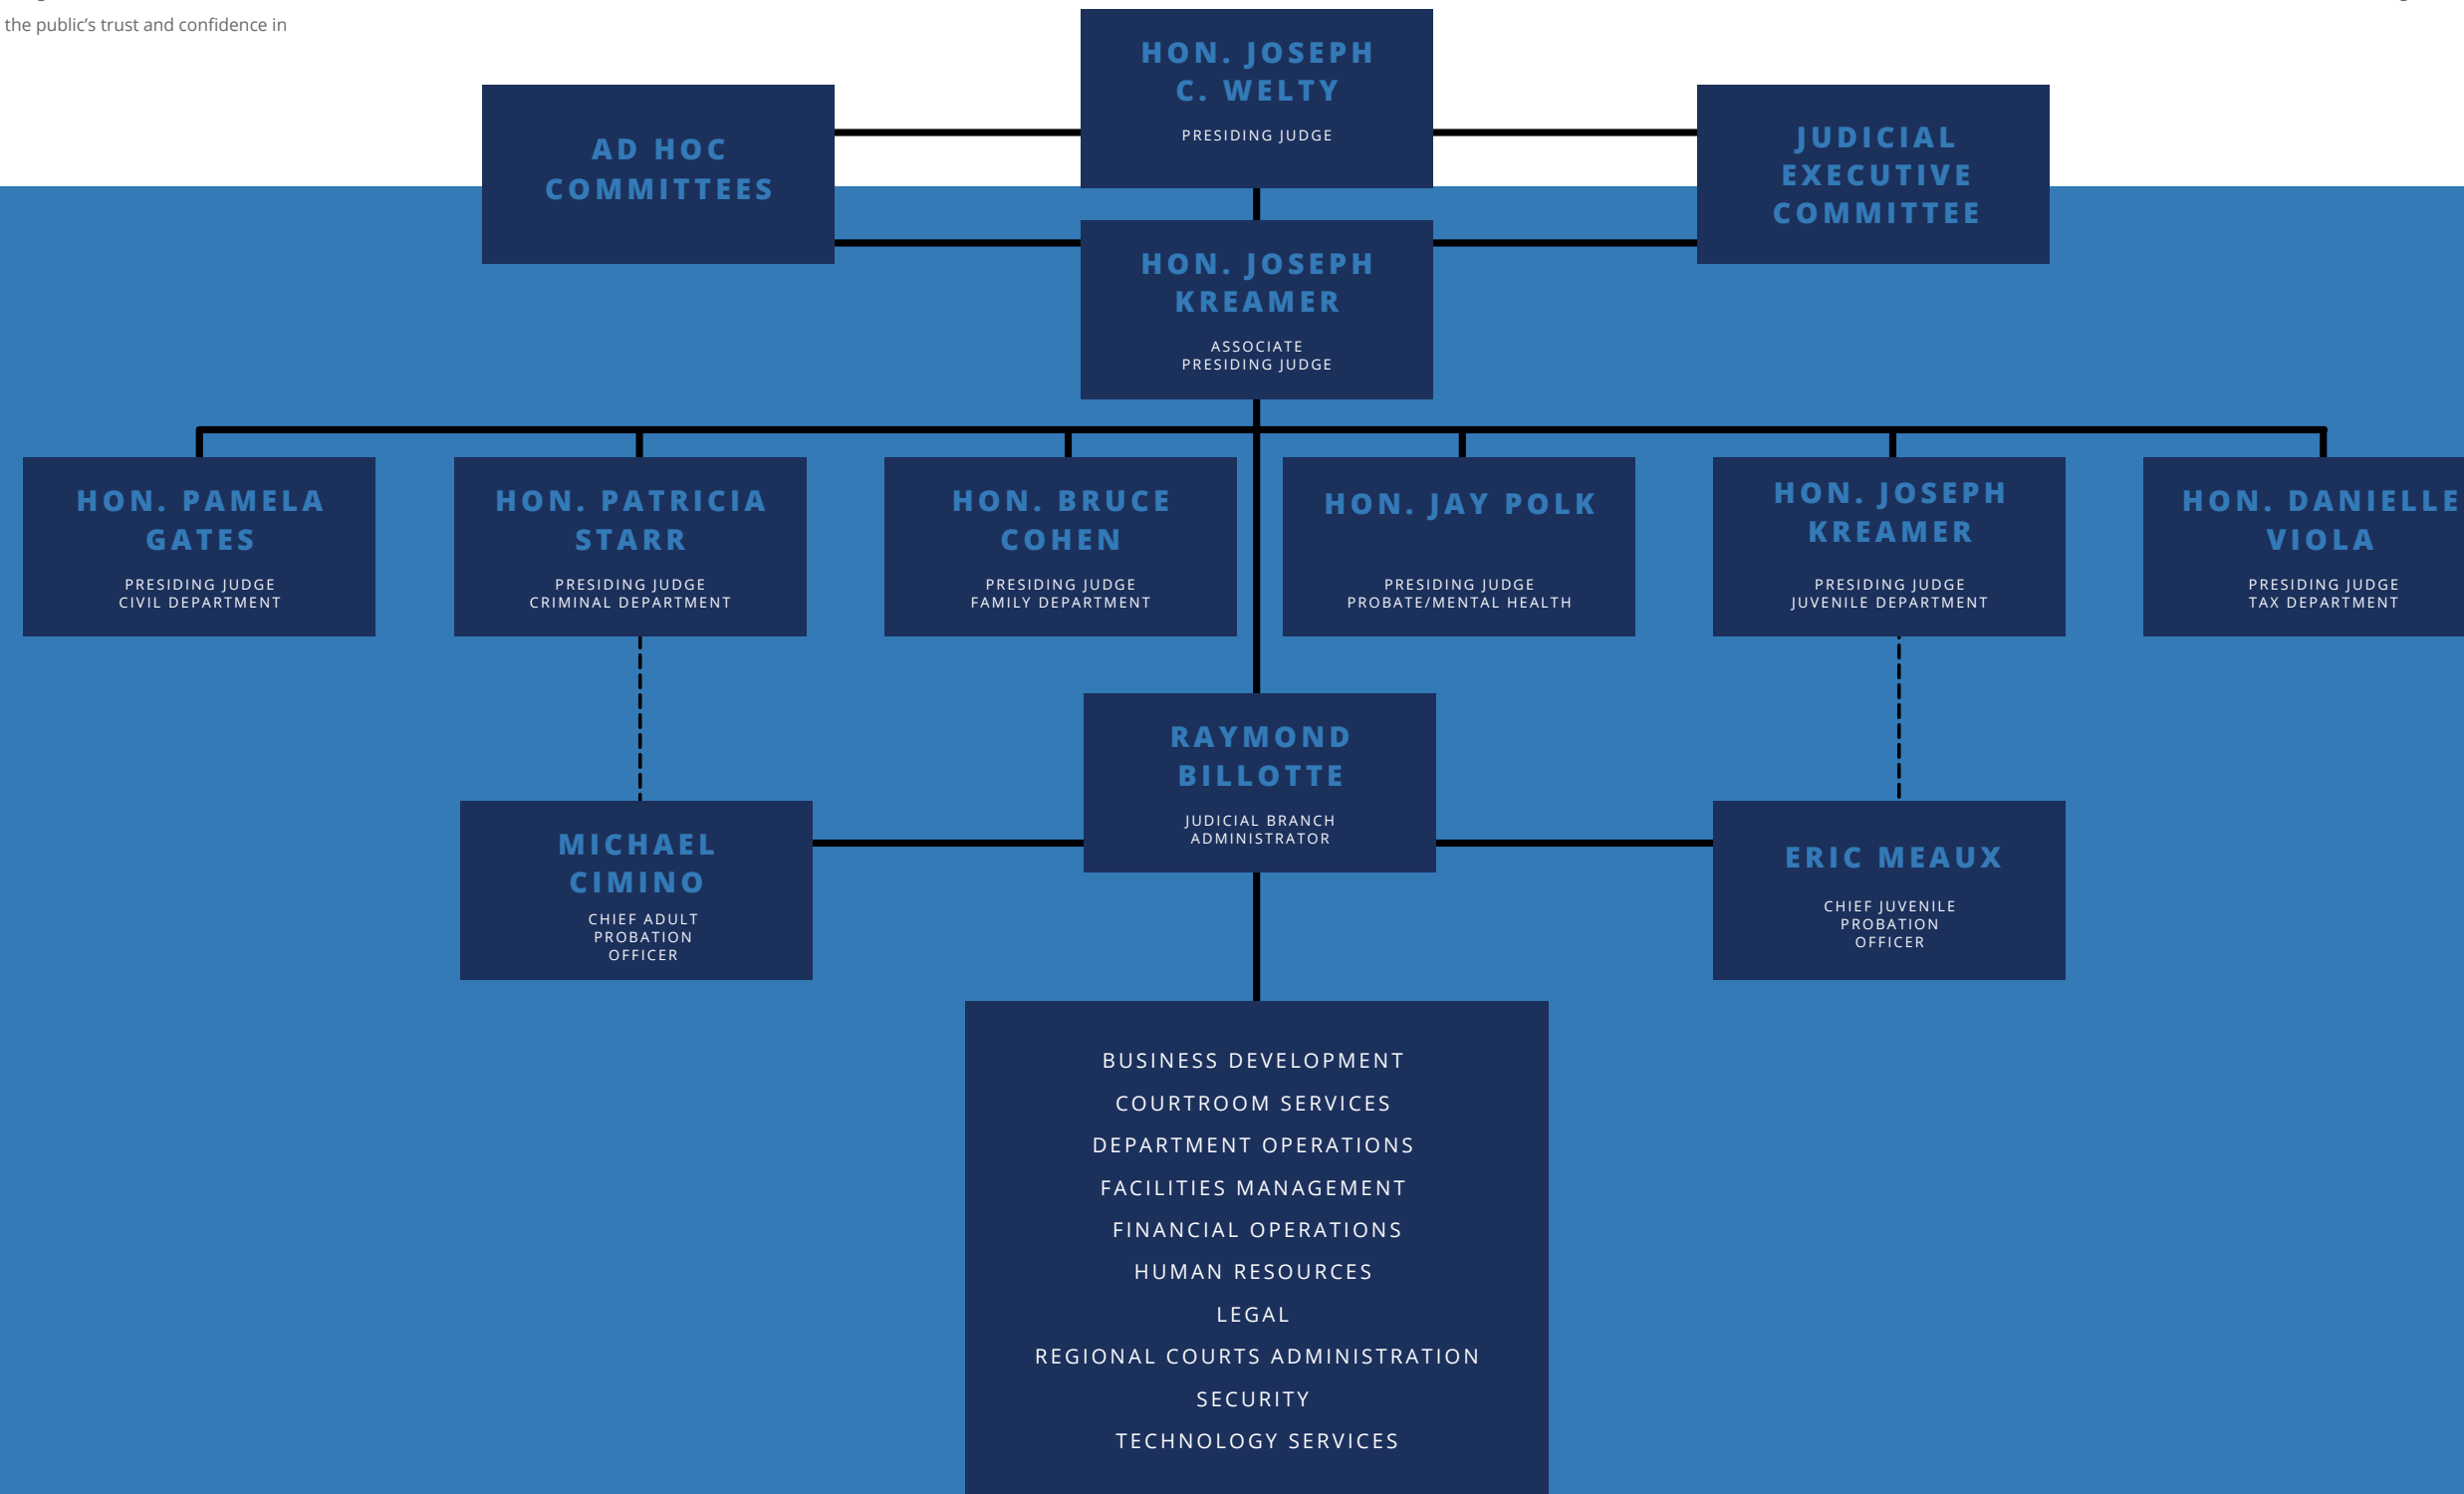 the public’s trust and confidence in
HON. JOSEPH
C. WELTY
PRESIDING JUDGE
AD HOC
COMMITTEES
JUDICIAL
EXECUTIVE
COMMITTEE
HON. JOSEPH
KREAMER
ASSOCIATE
PRESIDING JUDGE
HON. PAMELA
GATES
PRESIDING JUDGE
CIVIL DEPARTMENT
HON. PATRICIA
STARR
PRESIDING JUDGE
CRIMINAL DEPARTMENT
HON. BRUCE
COHEN
PRESIDING JUDGE
FAMILY DEPARTMENT
HON. JAY POLK
PRESIDING JUDGE
PROBATE/MENTAL HEALTH
HON. JOSEPH
KREAMER
PRESIDING JUDGE
JUVENILE DEPARTMENT
HON. DANIELLE
VIOLA
PRESIDING JUDGE
TAX DEPARTMENT
RAYMOND
BILLOTTE
JUDICIAL BRANCH
ADMINISTRATOR
MICHAEL
CIMINO
CHIEF ADULT
PROBATION
OFFICER
ERIC MEAUX
CHIEF JUVENILE
PROBATION
OFFICER
BUSINESS DEVELOPMENT
COURTROOM SERVICES
DEPARTMENT OPERATIONS
FACILITIES MANAGEMENT
FINANCIAL OPERATIONS
HUMAN RESOURCES
LEGAL
REGIONAL COURTS ADMINISTRATION
SECURITY
TECHNOLOGY SERVICES